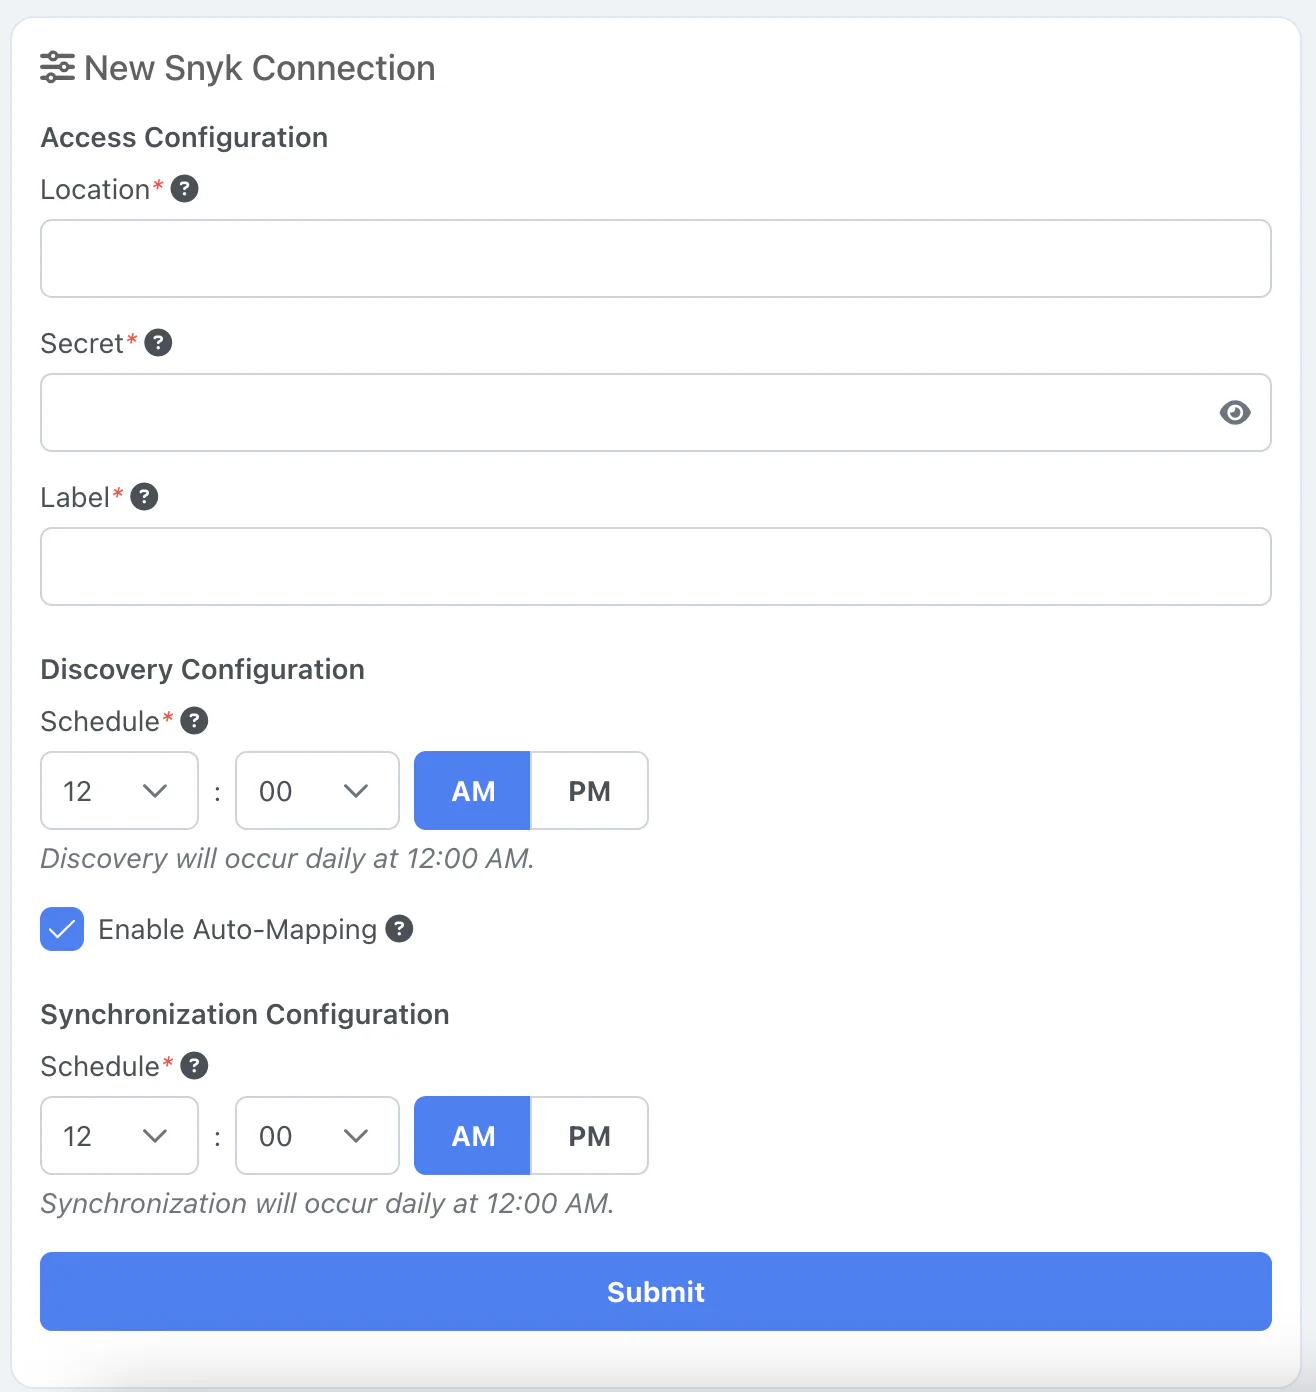 New Snyk Connection
Access Configuration
Location* ?
Secret* ?
Label* ?
Discovery Configuration
Schedule* ?
12 : 00 AM PM
Discovery will occur daily at 12:00 AM.
Enable Auto-Mapping ?
Synchronization Configuration
Schedule* ?
12 : 00 AM PM
Synchronization will occur daily at 12:00 AM.
Submit